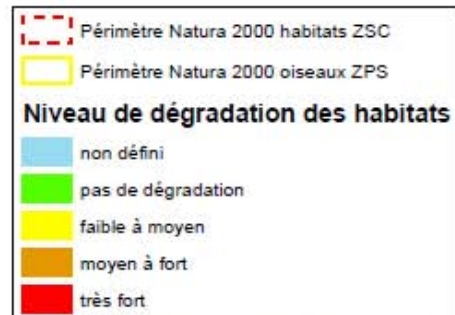 Périmètre Natura 2000 habitats ZSC
Périmètre Natura 2000 oiseaux ZPS
Niveau de dégradation des habitats
non défini
pas de dégradation
faible à moyen
moyen à fort
très fort